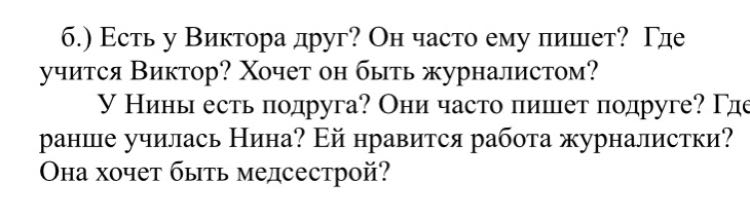 б.) Есть у Виктора друг? Он часто ему пишет? Где
учится Виктор? Хочет он быть журналистом?
У Нины есть подруга? Они часто пишет подруге? Где
ранше училась Нина? Ей нравится работа журналистки?
Она хочет быть медсестрой?